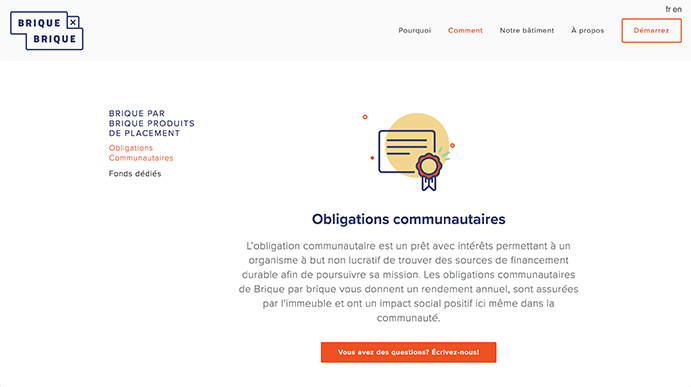 fr en
BRIQUE x
BRIQUE
Pourquoi Comment Notre bâtiment À propos Démarrez
BRIQUE PAR
BRIQUE PRODUITS
DE PLACEMENT
Obligations
Communautaires
Fonds dédiés
Obligations communautaires
L'obligation communautaire est un prêt avec intérêts permettant à un
organisme à but non lucratif de trouver des sources de financement
durable afin de poursuivre sa mission. Les obligations communautaires
de Brique par brique vous donnent un rendement annuel, sont assurées
par l'immeuble et ont un impact social positif ici même dans la
communauté.
Vous avez des questions? Écrivez-nous!